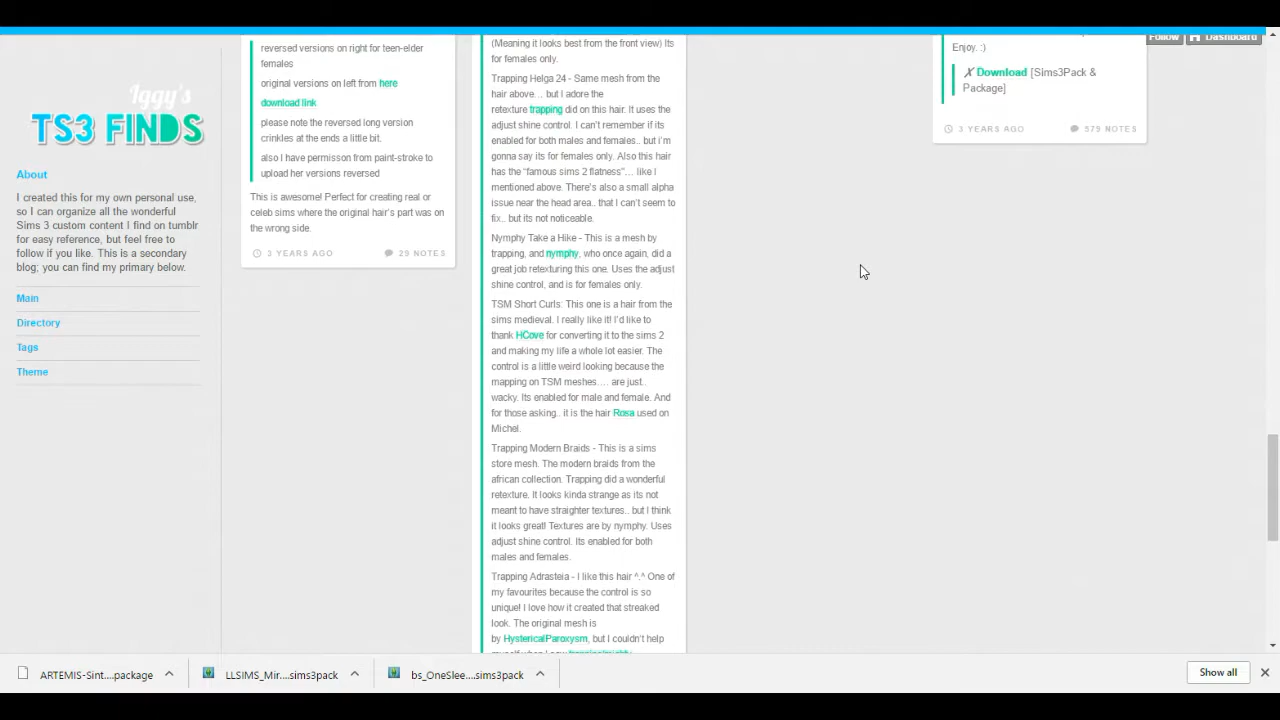 Iggy's
TS3 FINDS
About
I created this for my own personal use,
so I can organize all the wonderful
Sims 3 custom content I find on tumblr
for easy reference, but feel free to
follow if you like. This is a secondary
blog; you can find my primary below.
Main
Directory
Tags
Theme
reversed versions on right for teen-elder
females
original versions on left from here
download link
please note the reversed long version
crinkles at the ends a little bit.
also I have permisson from paint-stroke to
upload her versions reversed
This is awesome! Perfect for creating real or
celeb sims where the original hair's part was on
the wrong side.
3 YEARS AGO
29 NOTES
(Meaning it looks best from the front view) Its
for females only.
Trapping Helga 24 - Same mesh from the
hair above… but I adore the
retexture trapping did on this hair. It uses the
adjust shine control. I can't remember if its
enabled for both males and females.. but i'm
gonna say its for females only. Also this hair
has the “famous sims 2 flatness”… like I
mentioned above. There's also a small alpha
issue near the head area.. that I can't seem to
fix.. but its not noticeable.
Nymphy Take a Hike - This is a mesh by
trapping, and nymphy, who once again, did a
great job retexturing this one. Uses the adjust
shine control, and is for females only.
TSM Short Curls: This one is a hair from the
sims medieval. I really like it! I'd like to
thank HCove for converting it to the sims 2
and making my life a whole lot easier. The
control is a little weird looking because the
mapping on TSM meshes…. are just..
wacky. Its enabled for male and female. And
for those asking.. it is the hair Rosa used on
Michel.
Trapping Modern Braids - This is a sims
store mesh. The modern braids from the
african collection. Trapping did a wonderful
retexture. It looks kinda strange as its not
meant to have straighter textures.. but I think
it looks great! Textures are by nymphy. Uses
adjust shine control. Its enabled for both
males and females.
Trapping Adrasteia - I like this hair ^.^ One of
my favourites because the control is so
unique! I love how it created that streaked
look. The original mesh is
by HystericalParoxysm, but I couldn't help
Enjoy. :)
X Download [Sims3Pack &
Package]
3 YEARS AGO
579 NOTES
Follow
Dashboard
ARTEMIS-Sint....package
LLSIMS_Mir....sims3pack
bs_OneSlee....sims3pack
Show all